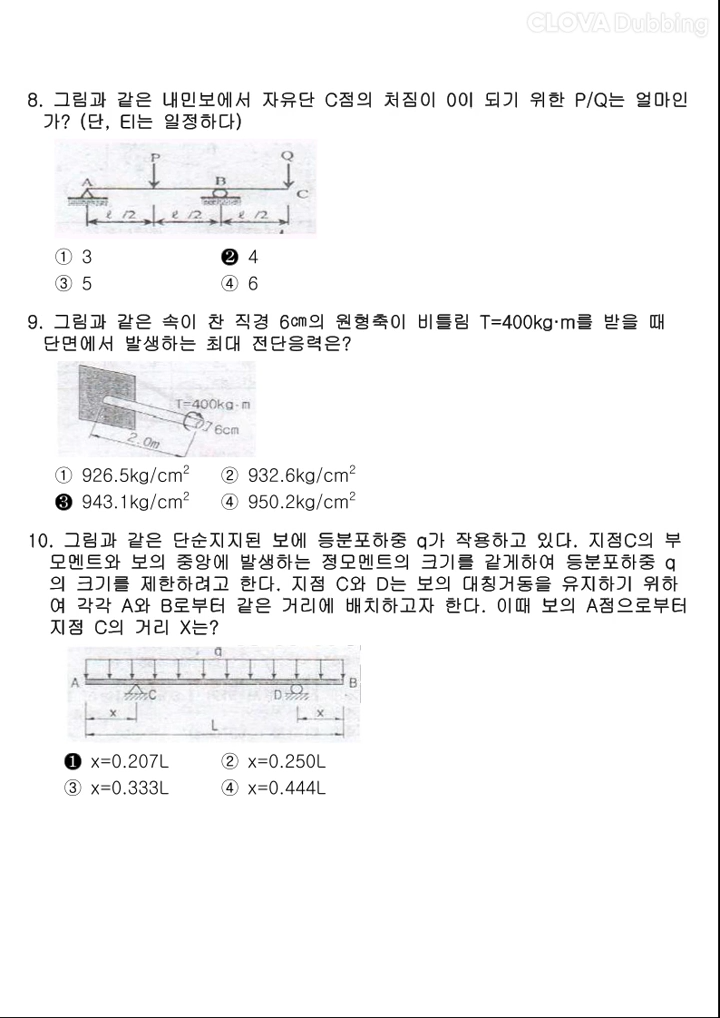 CLOVA Dubbing
8. 그림과 같은 내민보에서 자유단 C점의 처짐이 0이 되기 위한 P/Q는 얼마인
가? (단, EI는 일정하다)
P
Q
A
B
C
ℓ /2
ℓ /2
ℓ /2
① 3
❷ 4
③ 5
④ 6
9. 그림과 같은 속이 찬 직경 6㎝의 원형축이 비틀림 T=400kg·m를 받을 때
단면에서 발생하는 최대 전단응력은?
T=400kg·m
6cm
2.0m
① 926.5kg/cm²
② 932.6kg/cm²
❸ 943.1kg/cm²
④ 950.2kg/cm²
10. 그림과 같은 단순지지된 보에 등분포하중 q가 작용하고 있다. 지점C의 부
모멘트와 보의 중앙에 발생하는 정모멘트의 크기를 같게하여 등분포하중 q
의 크기를 제한하려고 한다. 지점 C와 D는 보의 대칭거동을 유지하기 위하
여 각각 A와 B로부터 같은 거리에 배치하고자 한다. 이때 보의 A점으로부터
지점 C의 거리 X는?
q
A
B
C
D
x
x
L
❶ x=0.207L
② x=0.250L
③ x=0.333L
④ x=0.444L